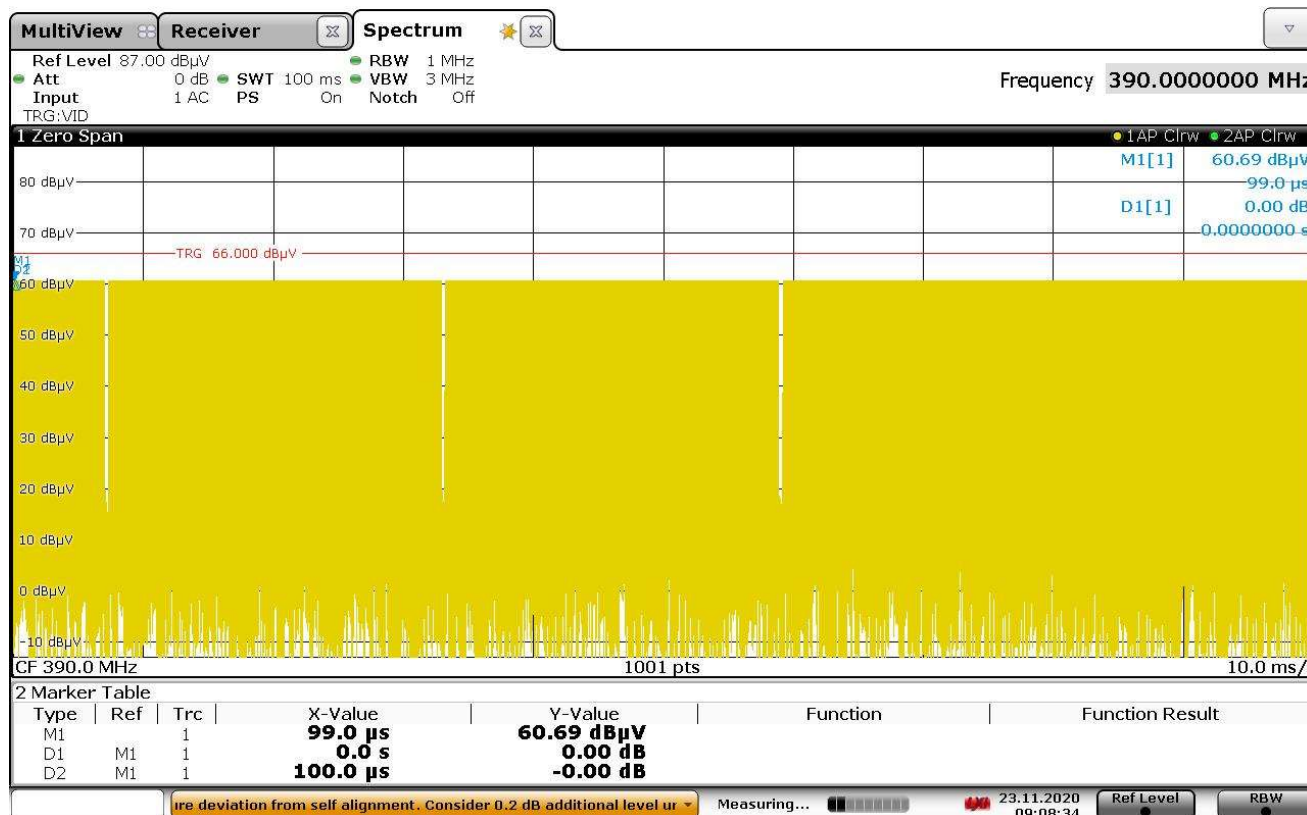 MultiView Receiver Spectrum
Ref Level 87.00 dBµV RBW 1 MHz
Att 0 dB SWT 100 ms VBW 3 MHz
Input 1 AC PS On Notch Off
TRG:VID
Frequency 390.0000000 MHz
1 Zero Span 1AP Clrw 2AP Clrw
M1[1] 60.69 dBµV
99.0 µs
D1[1] 0.00 dB
0.0000000 s
80 dBµV
70 dBµV
TRG 66.000 dBµV
M1
D2
60 dBµV
50 dBµV
40 dBµV
30 dBµV
20 dBµV
10 dBµV
0 dBµV
-10 dBµV
CF 390.0 MHz 1001 pts 10.0 ms/
2 Marker Table
Type Ref Trc X-Value Y-Value Function Function Result
M1 1 99.0 µs 60.69 dBµV
D1 M1 1 0.0 s 0.00 dB
D2 M1 1 100.0 µs -0.00 dB
ure deviation from self alignment. Consider 0.2 dB additional level ur Measuring... 23.11.2020 Ref Level RBW
09:08:34